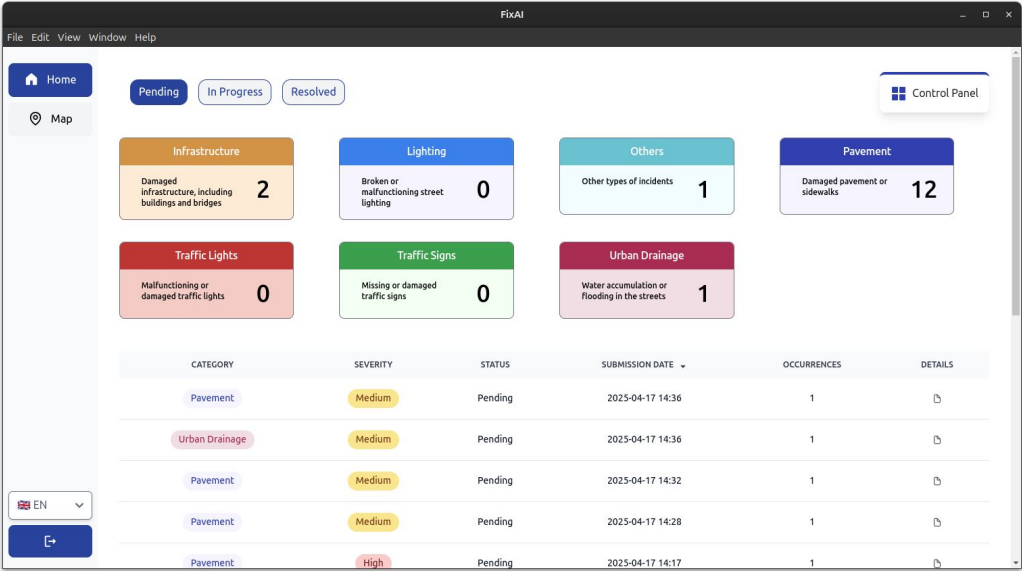 FixAI
File Edit View Window Help
Home
Map
Pending In Progress Resolved
Control Panel
Infrastructure
Damaged
infrastructure, including
buildings and bridges
2
Lighting
Broken or
malfunctioning street
lighting
0
Others
Other types of incidents
1
Pavement
Damaged pavement or
sidewalks
12
Traffic Lights
Malfunctioning or
damaged traffic lights
0
Traffic Signs
Missing or damaged
traffic signs
0
Urban Drainage
Water accumulation or
flooding in the streets
1
CATEGORY SEVERITY STATUS SUBMISSION DATE OCCURRENCES DETAILS
Pavement Medium Pending 2025-04-17 14:36 1
Urban Drainage Medium Pending 2025-04-17 14:36 1
Pavement Medium Pending 2025-04-17 14:32 1
Pavement Medium Pending 2025-04-17 14:28 1
Pavement High Pending 2025-04-17 14:17 1
EN